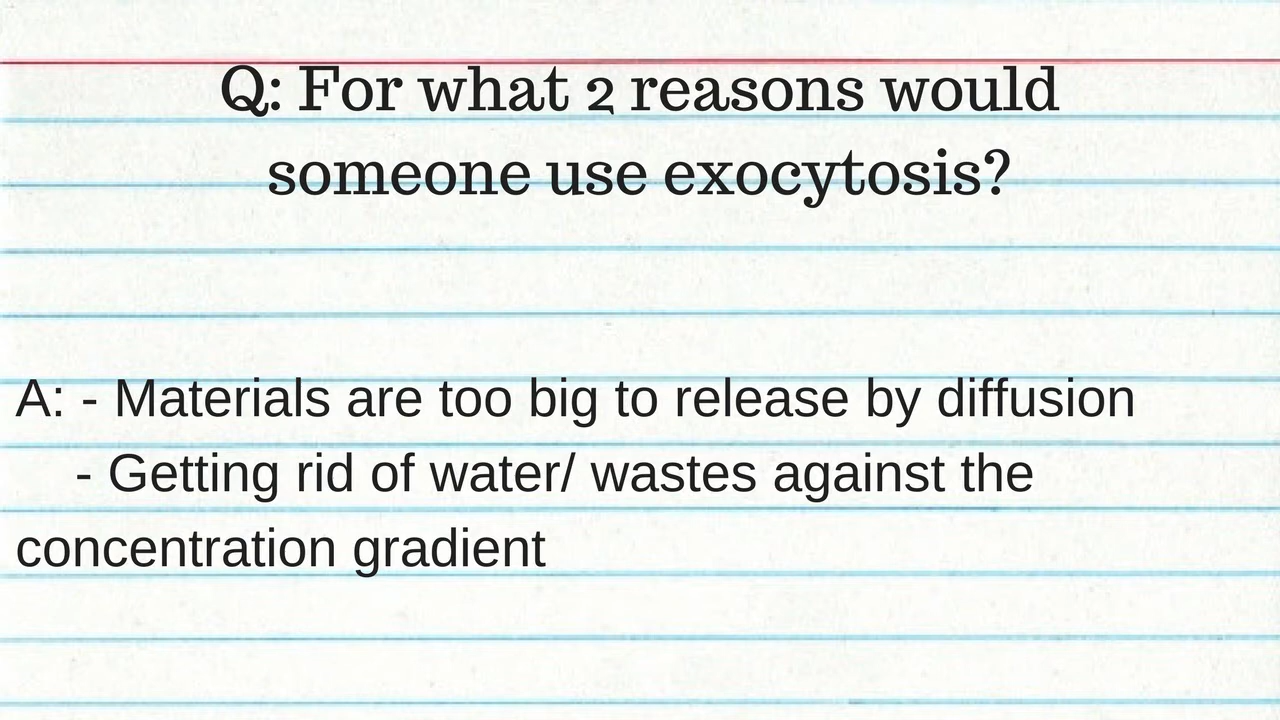 Q: For what 2 reasons would
someone use exocytosis?
A: - Materials are too big to release by diffusion
- Getting rid of water/ wastes against the
concentration gradient